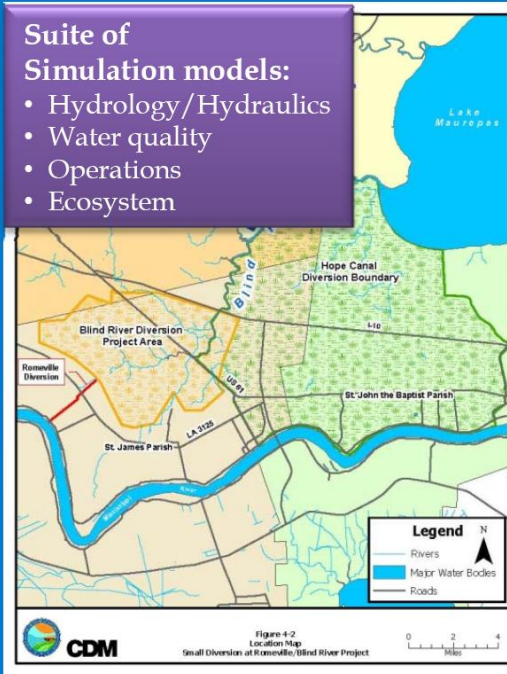 Suite of
Simulation models:
• Hydrology/Hydraulics
• Water quality
• Operations
• Ecosystem
Lake
Maurepas
Blind
Hope Canal
Diversion Boundary
I-10
Blind River Diversion
Project Area
Romeville
Diversion
US 61
St. John the Baptist Parish
LA 3125
St. James Parish
Mississippi
River
Legend
N
Rivers
Major Water Bodies
Roads
CDM
Figure 4-2
Location Map
Small Diversion at Romeville/Blind River Project
0 2 4
Miles